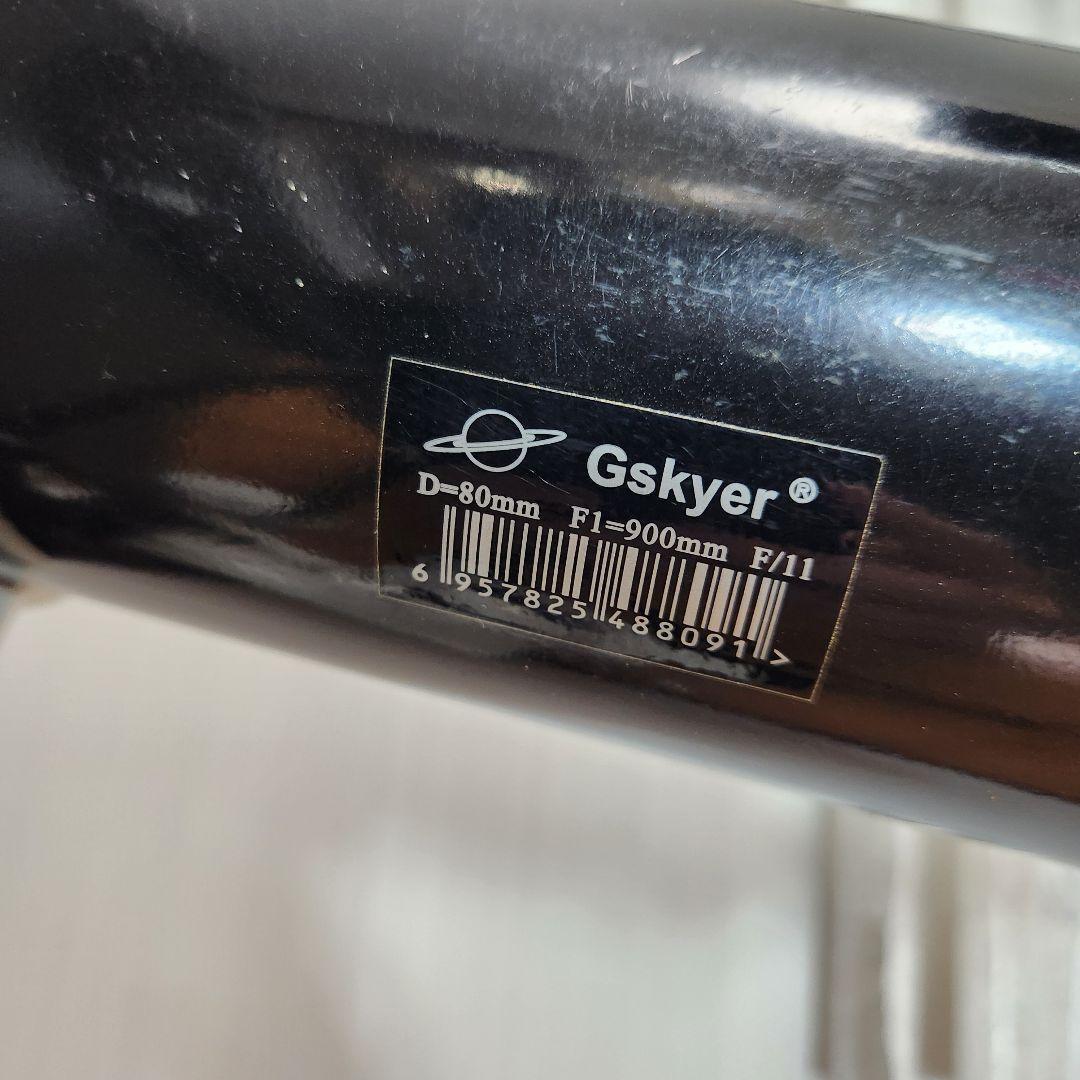 Gskyer ®
D=80mm F1=900mm F/11
6 957825 488091 >